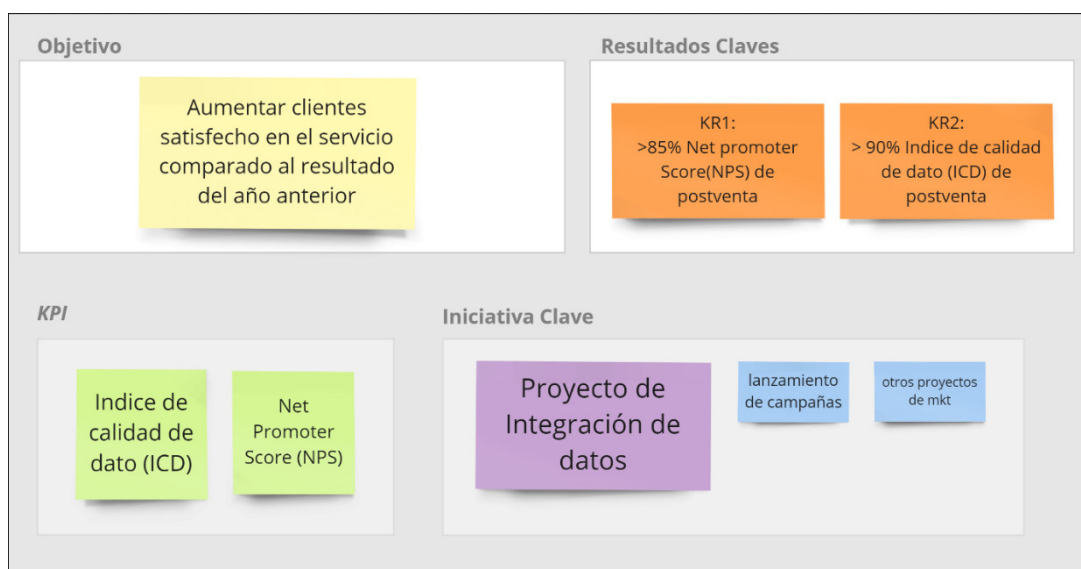 Objetivo
Aumentar clientes
satisfecho en el servicio
comparado al resultado
del año anterior
Resultados Claves
KR1:
>85% Net promoter
Score(NPS) de
postventa
KR2:
> 90% Indice de calidad
de dato (ICD) de
postventa
KPI
Indice de
calidad de
dato (ICD)
Net
Promoter
Score (NPS)
Iniciativa Clave
Proyecto de
Integración de
datos
lanzamiento
de campañas
otros proyectos
de mkt